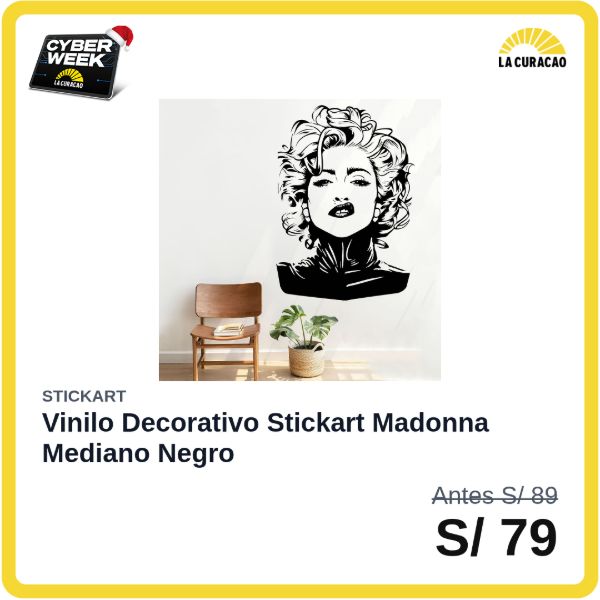 CYBER
WEEK
LA CURACAO
LA CURACAO
STICKART
Vinilo Decorativo Stickart Madonna
Mediano Negro
Antes S/ 89
S/ 79